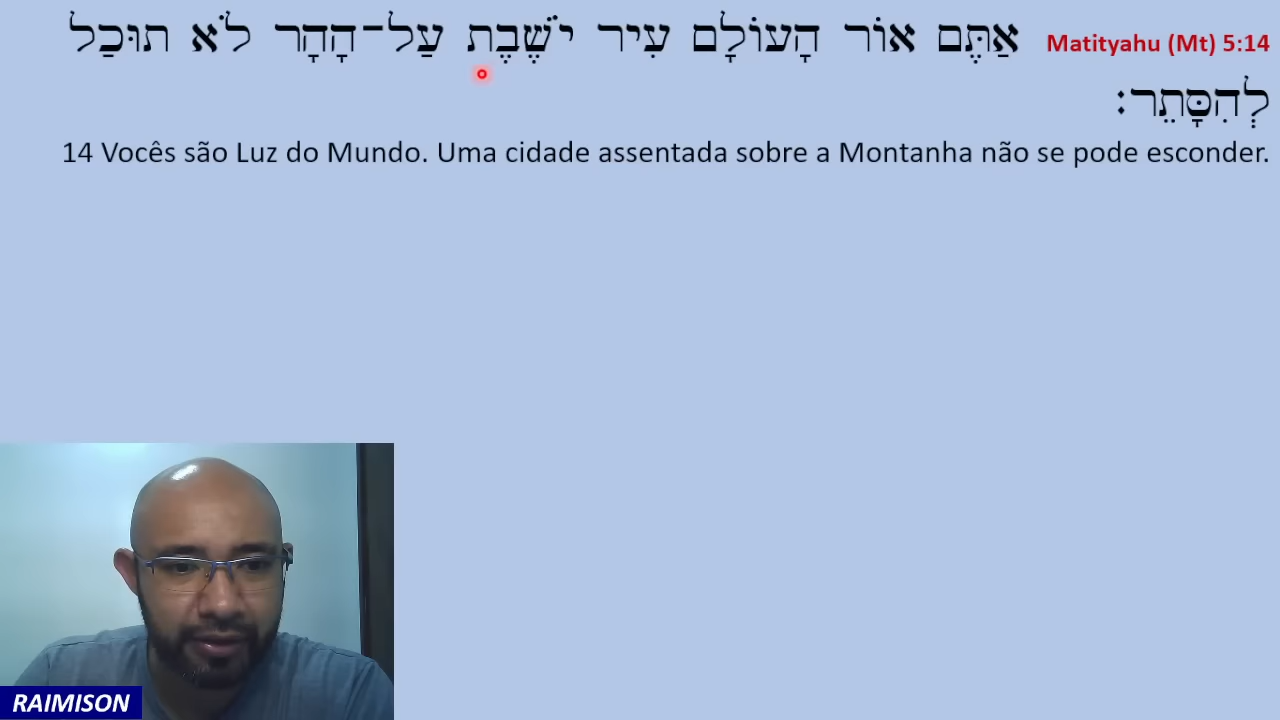 Matityahu (Mt) 5:14 אַתֶּם אוֹר הָעוֹלָם עִיר יֹשֶׁבֶת עַל־הָהָר לֹא תוּכַל
לְהִסָּתֵר׃
14 Vocês são Luz do Mundo. Uma cidade assentada sobre a Montanha não se pode esconder.
RAIMISON